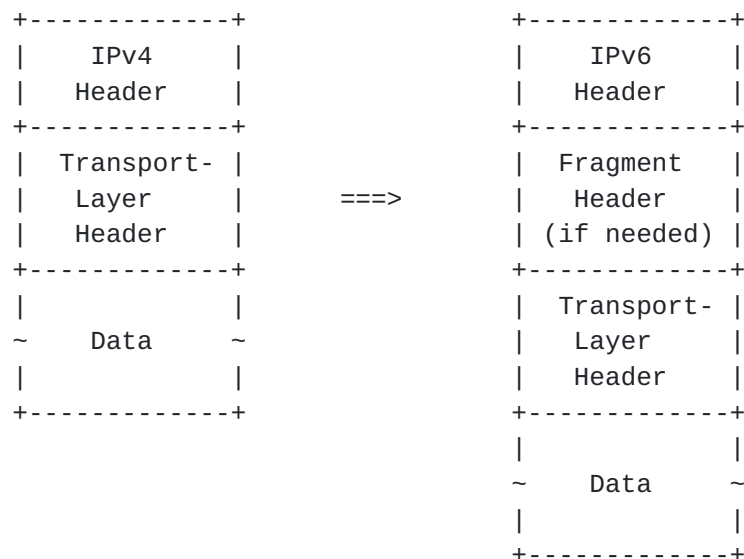 +-------------+                 +-------------+
|    IPv4     |                 |    IPv6     |
|   Header    |                 |   Header    |
+-------------+                 +-------------+
|  Transport- |                 |  Fragment   |
|   Layer     |      ===>       |   Header    |
|   Header    |                 | (if needed) |
+-------------+                 +-------------+
|             |                 |  Transport- |
~    Data     ~                 |   Layer     |
|             |                 |   Header    |
+-------------+                 +-------------+
                                |             |
                                ~    Data     ~
                                |             |
                                +-------------+